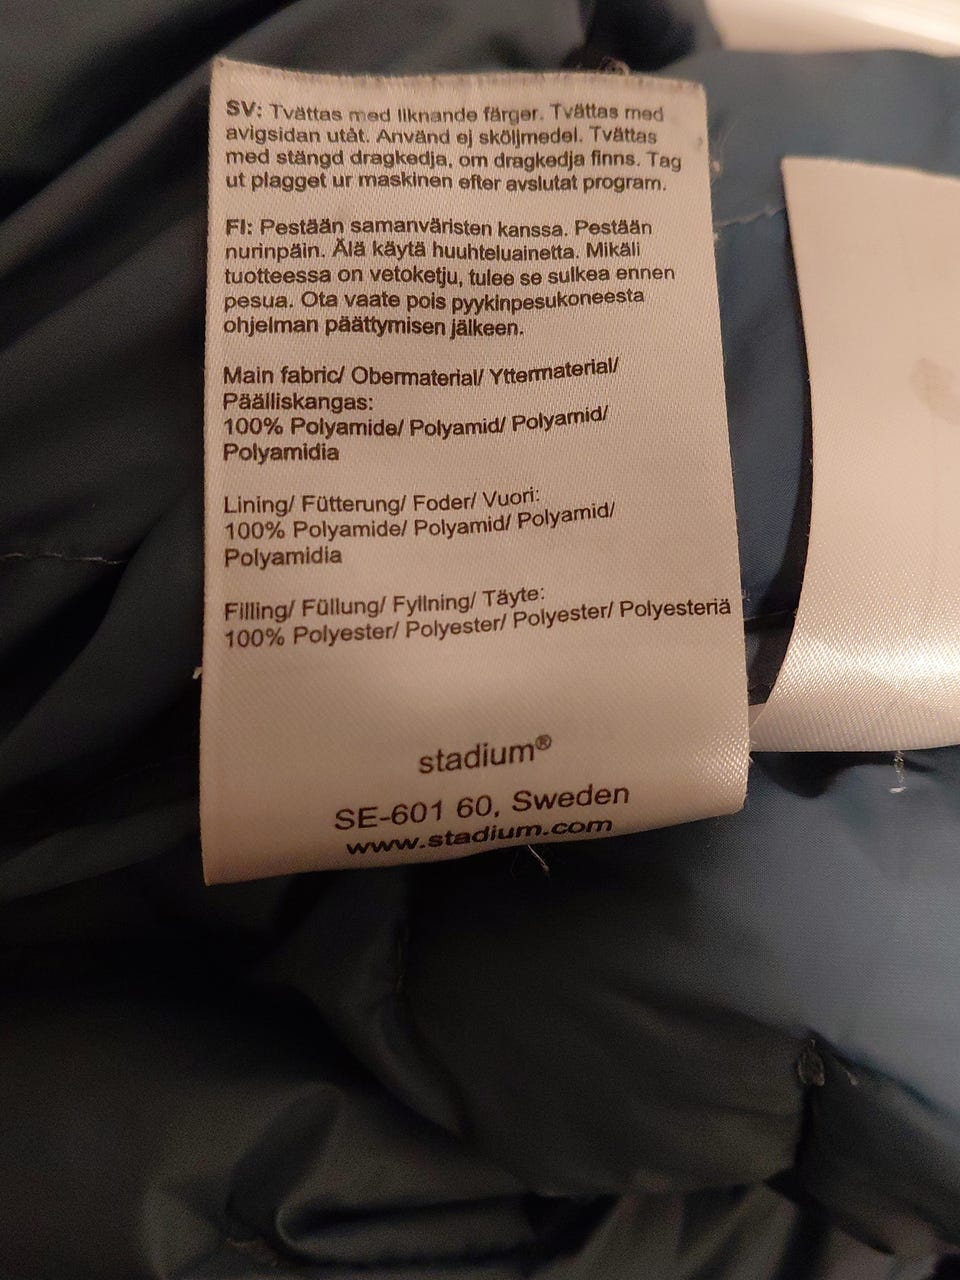 SV: Tvättas med liknande färger. Tvättas med
avigsidan utåt. Använd ej sköljmedel. Tvättas
med stängd dragkedja, om dragkedja finns. Tag
ut plagget ur maskinen efter avslutat program.
FI: Pestään samanväristen kanssa. Pestään
nurinpäin. Älä käytä huuhteluainetta. Mikäli
tuotteessa on vetoketju, tulee se sulkea ennen
pesua. Ota vaate pois pyykinpesukoneesta
ohjelman päättymisen jälkeen.
Main fabric/ Obermaterial/ Yttermaterial/
Päälliskangas:
100% Polyamide/ Polyamid/ Polyamid/
Polyamidia
Lining/ Fütterung/ Foder/ Vuori:
100% Polyamide/ Polyamid/ Polyamid/
Polyamidia
Filling/ Füllung/ Fyllning/ Täyte:
100% Polyester/ Polyester/ Polyester/ Polyesteriä
stadium®
SE-601 60, Sweden
www.stadium.com